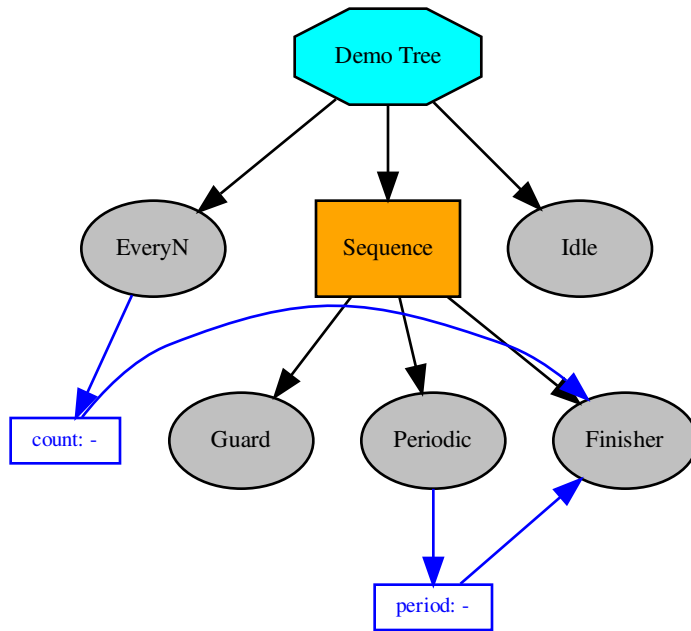 Demo Tree
EveryN
Sequence
Idle
count: -
Guard
Periodic
Finisher
period: -